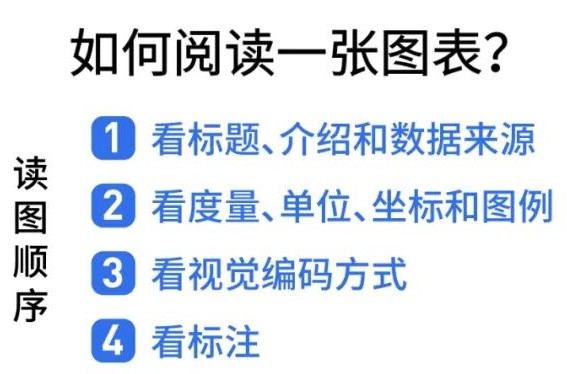 如何阅读一张图表？
读图顺序
1 看标题、介绍和数据来源
2 看度量、单位、坐标和图例
3 看视觉编码方式
4 看标注